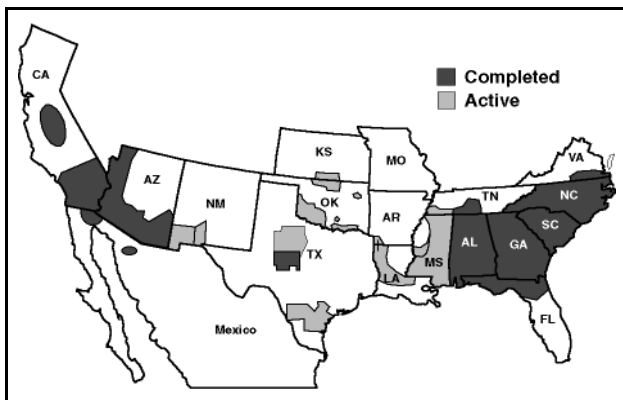 CA
Completed
Active
KS
MO
VA
AZ
NM
OK
AR
TN
NC
SC
TX
LA
MS
AL
GA
Mexico
FL